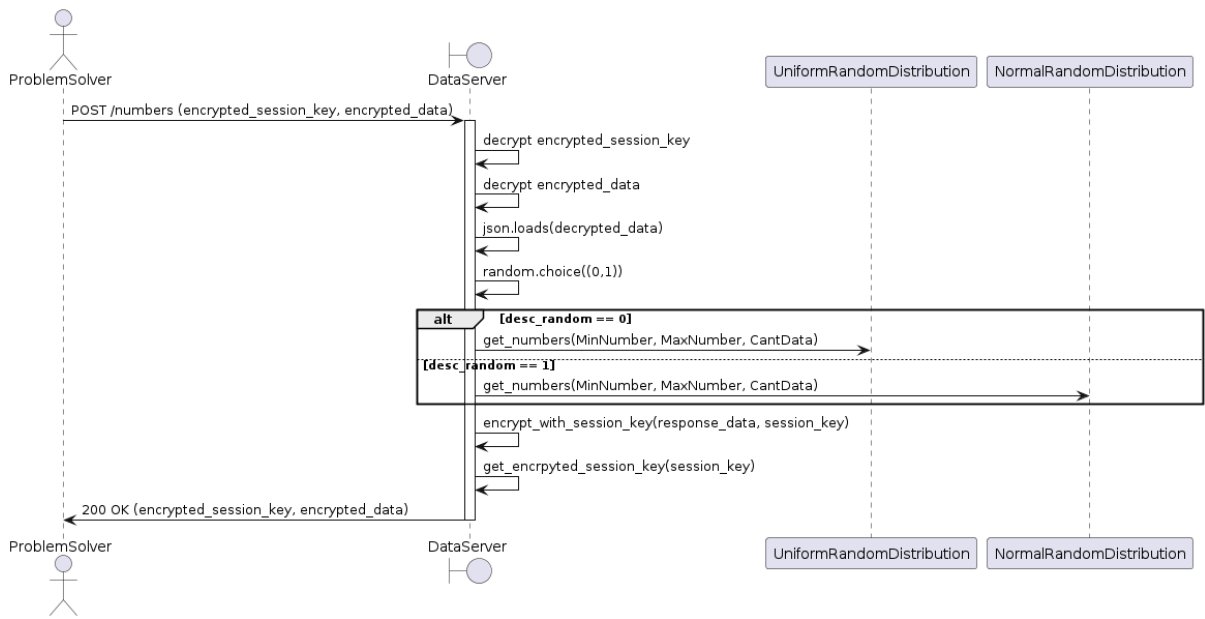 ProblemSolver
DataServer
UniformRandomDistribution
NormalRandomDistribution
POST /numbers (encrypted_session_key, encrypted_data)
decrypt encrypted_session_key
decrypt encrypted_data
json.loads(decrypted_data)
random.choice((0,1))
alt [desc_random == 0]
get_numbers(MinNumber, MaxNumber, CantData)
[desc_random == 1]
get_numbers(MinNumber, MaxNumber, CantData)
encrypt_with_session_key(response_data, session_key)
get_encrpyted_session_key(session_key)
200 OK (encrypted_session_key, encrypted_data)
ProblemSolver
DataServer
UniformRandomDistribution
NormalRandomDistribution